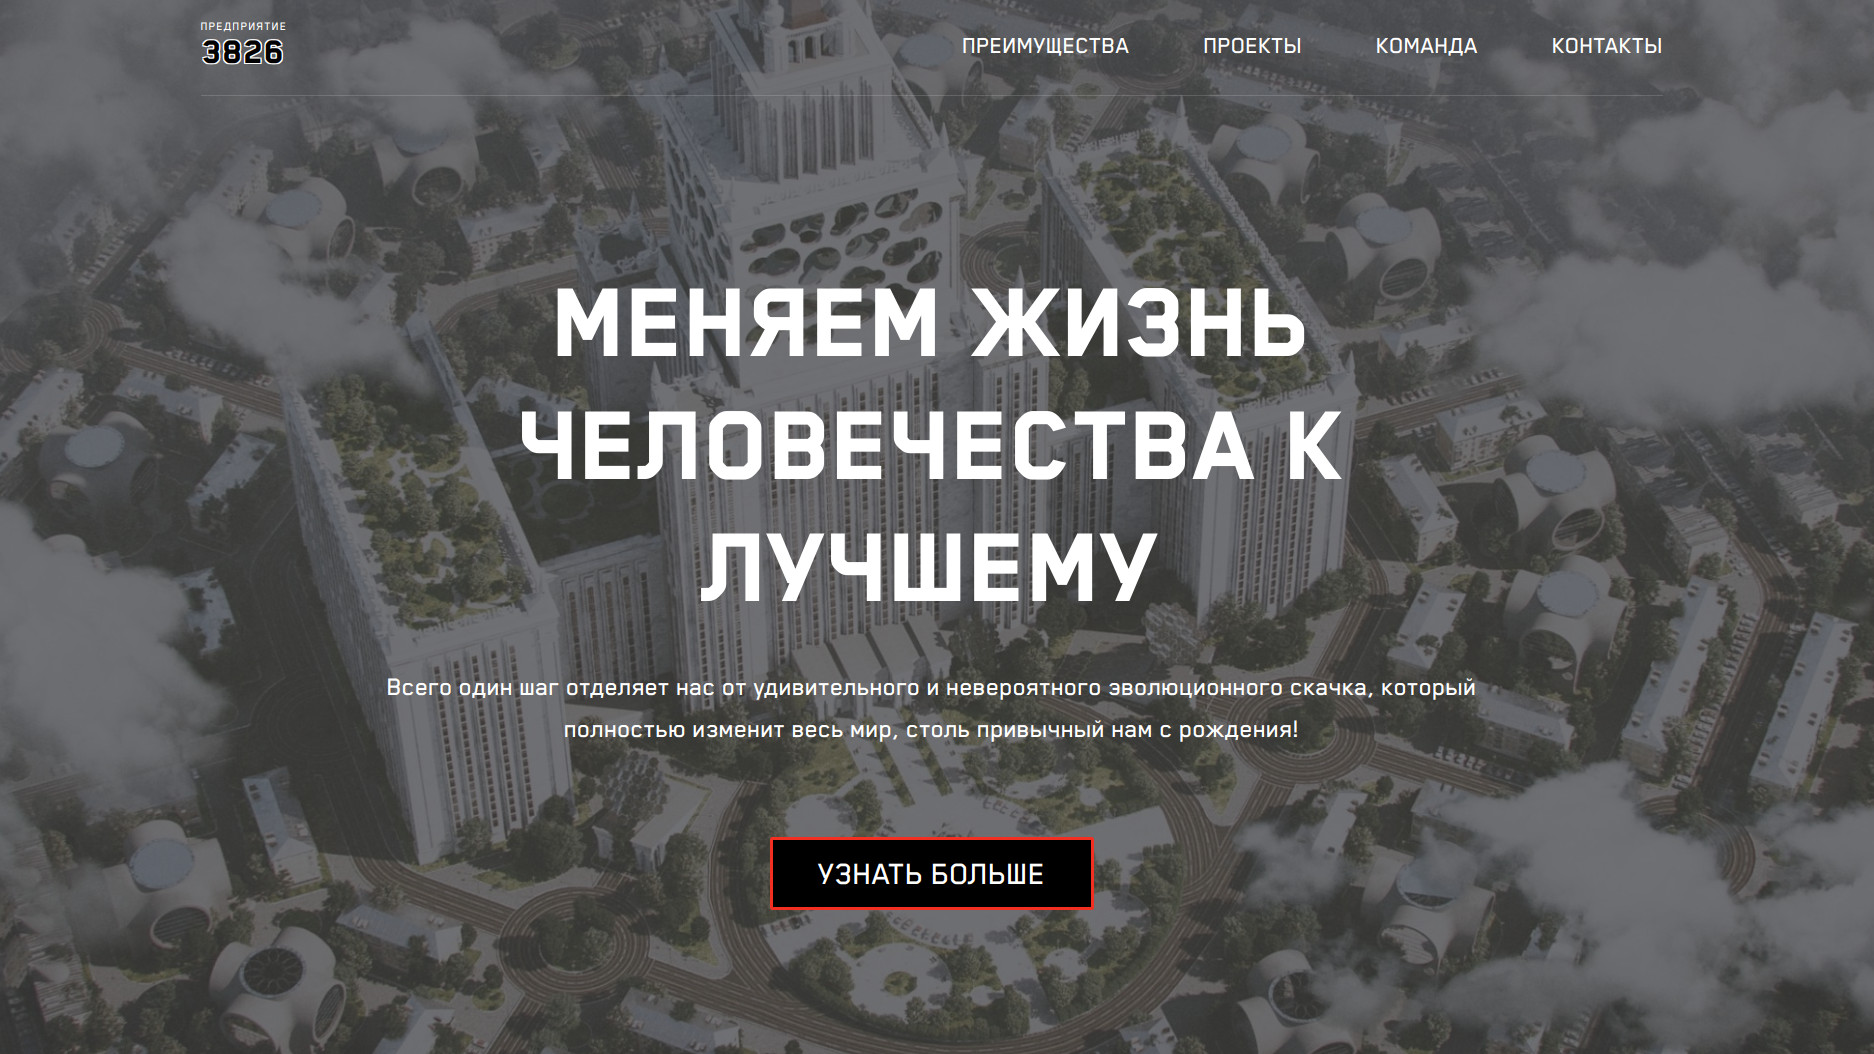 ПРЕДПРИЯТИЕ
3826
ПРЕИМУЩЕСТВА ПРОЕКТЫ КОМАНДА КОНТАКТЫ
МЕНЯЕМ ЖИЗНЬ
ЧЕЛОВЕЧЕСТВА К
ЛУЧШЕМУ
Всего один шаг отделяет нас от удивительного и невероятного эволюционного скачка, который
полностью изменит весь мир, столь привычный нам с рождения!
УЗНАТЬ БОЛЬШЕ